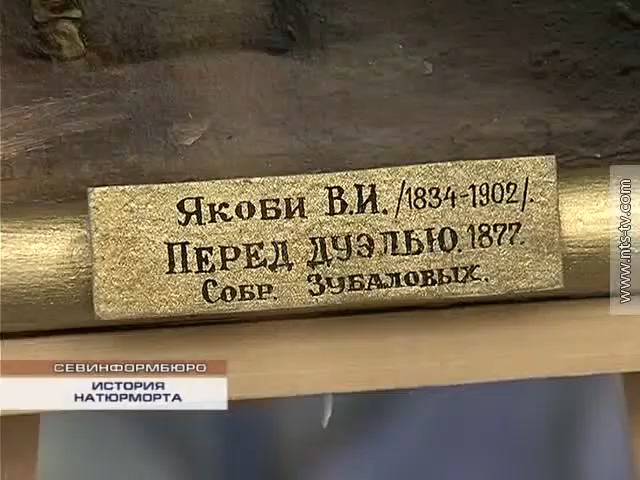 Якоби В.И. /1834-1902/.
Перед дуэлью. 1877.
Собр. Зубаловых.
www.nts-tv.com
СЕВИНФОРМБЮРО
ИСТОРИЯ
НАТЮРМОРТА